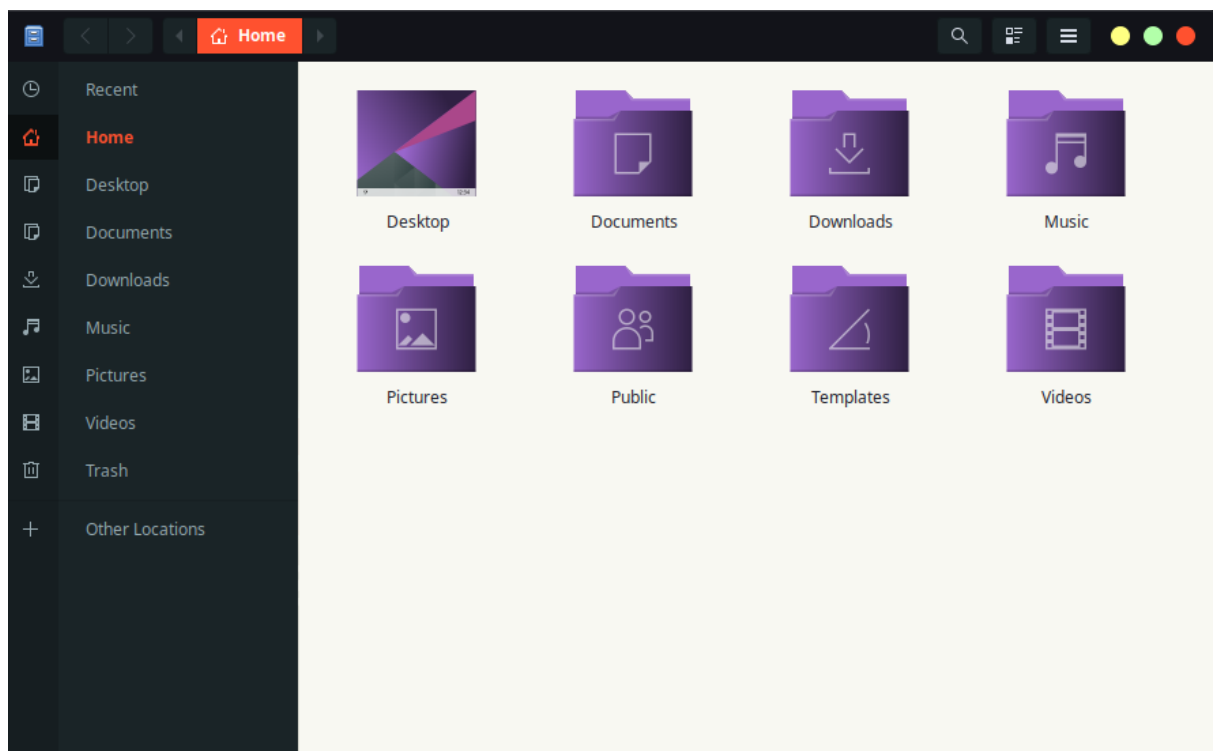 Home
Recent
Home
Desktop
Documents
Downloads
Music
Pictures
Videos
Trash
Other Locations
Desktop Documents Downloads Music
Pictures Public Templates Videos